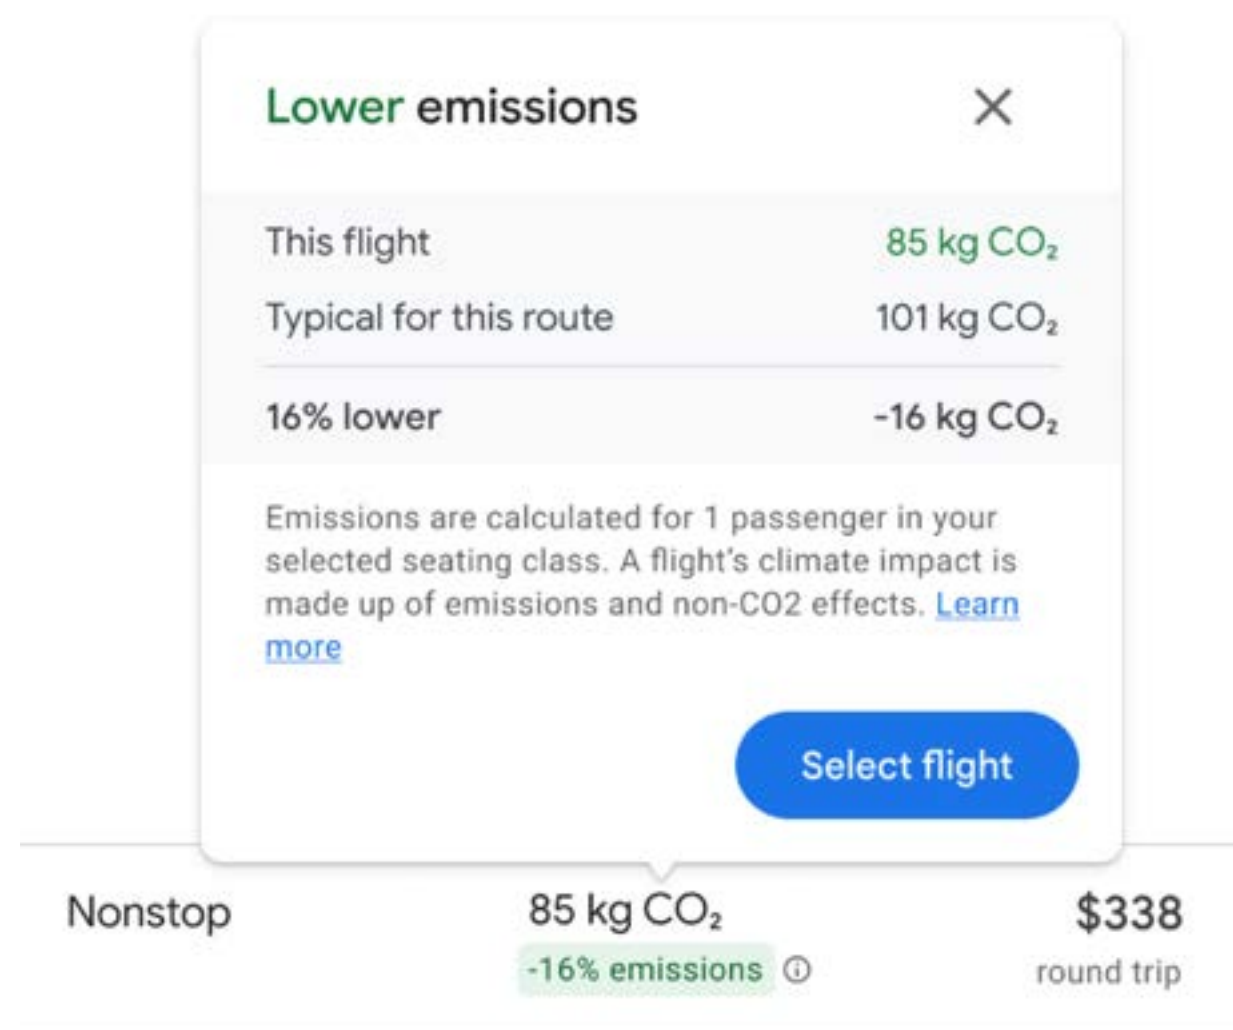 Lower emissions
This flight 85 kg CO₂
Typical for this route 101 kg CO₂
16% lower -16 kg CO₂
Emissions are calculated for 1 passenger in your
selected seating class. A flight's climate impact is
made up of emissions and non-CO2 effects. Learn
more
Select flight
Nonstop 85 kg CO₂ $338
-16% emissions round trip